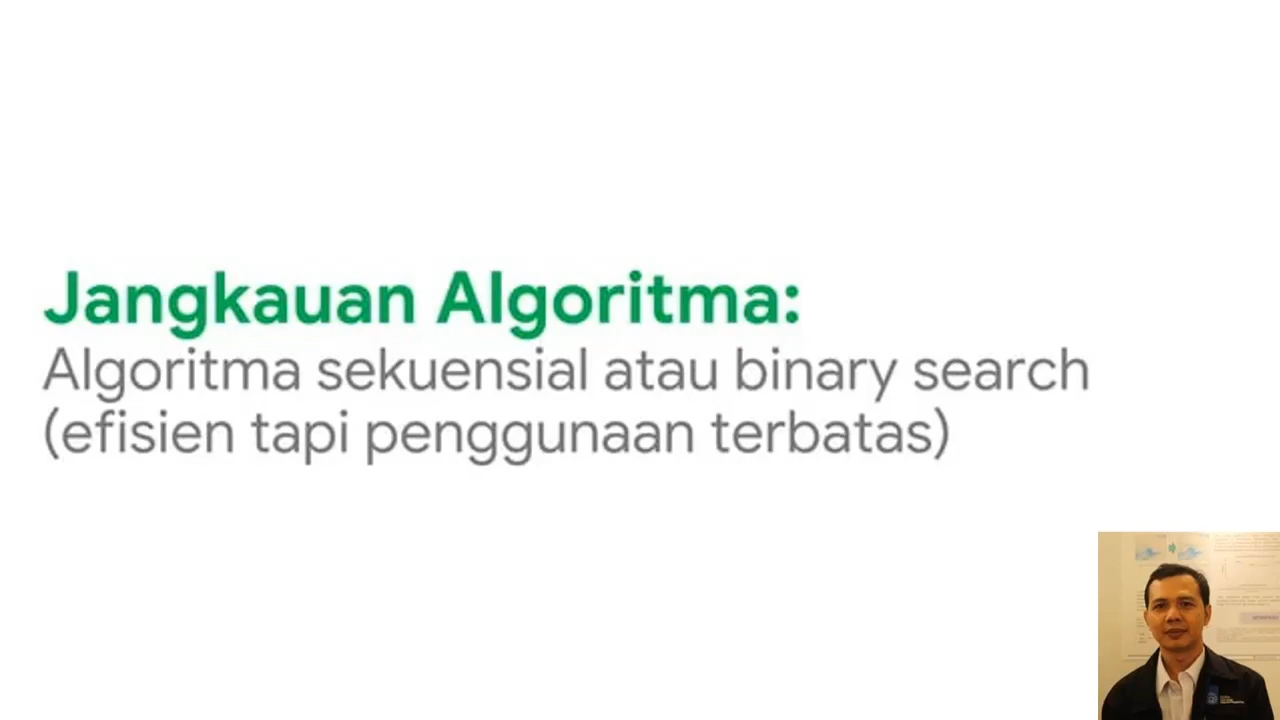 Jangkauan Algoritma:
Algoritma sekuensial atau binary search
(efisien tapi penggunaan terbatas)